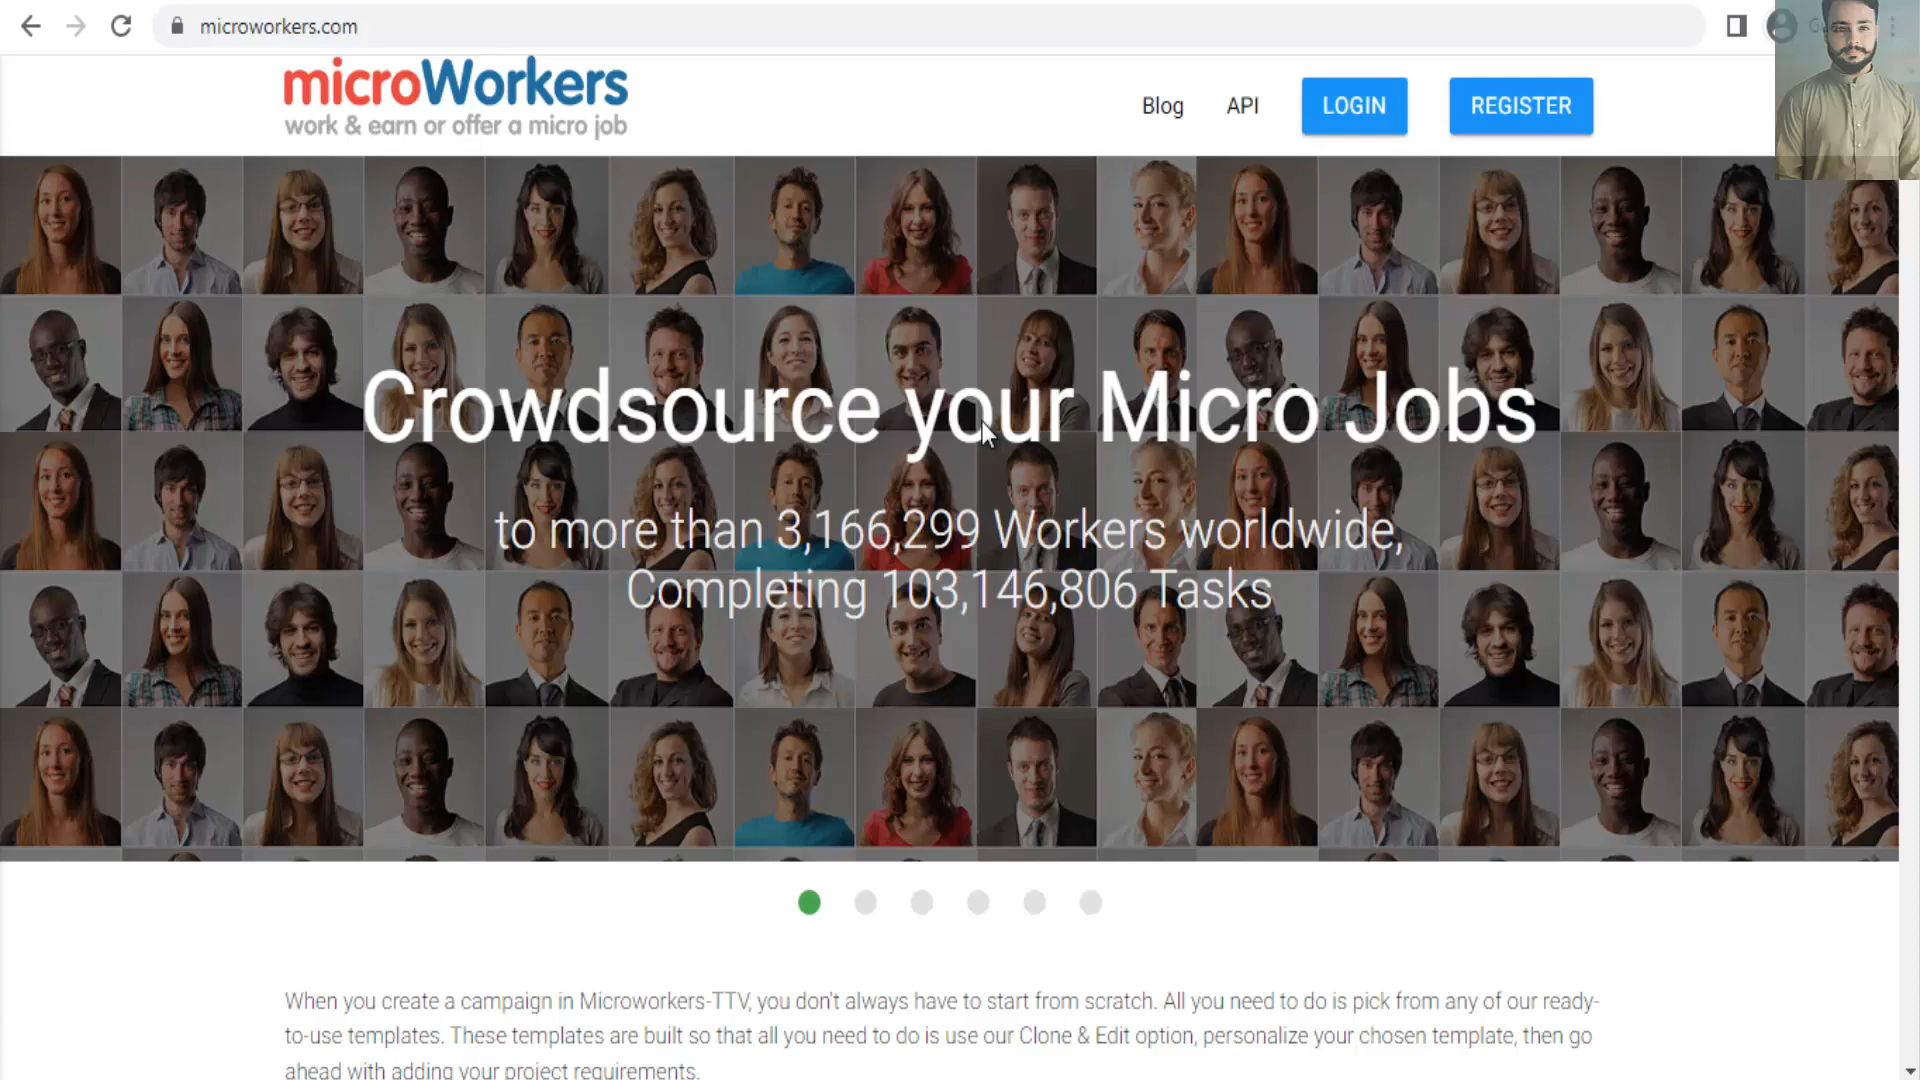 microworkers.com
microWorkers
work & earn or offer a micro job
Blog
API
LOGIN
REGISTER
Crowdsource your Micro Jobs
to more than 3,166,299 Workers worldwide,
Completing 103,146,806 Tasks
When you create a campaign in Microworkers-TTV, you don't always have to start from scratch. All you need to do is pick from any of our ready-
to-use templates. These templates are built so that all you need to do is use our Clone & Edit option, personalize your chosen template, then go
ahead with adding your project requirements.